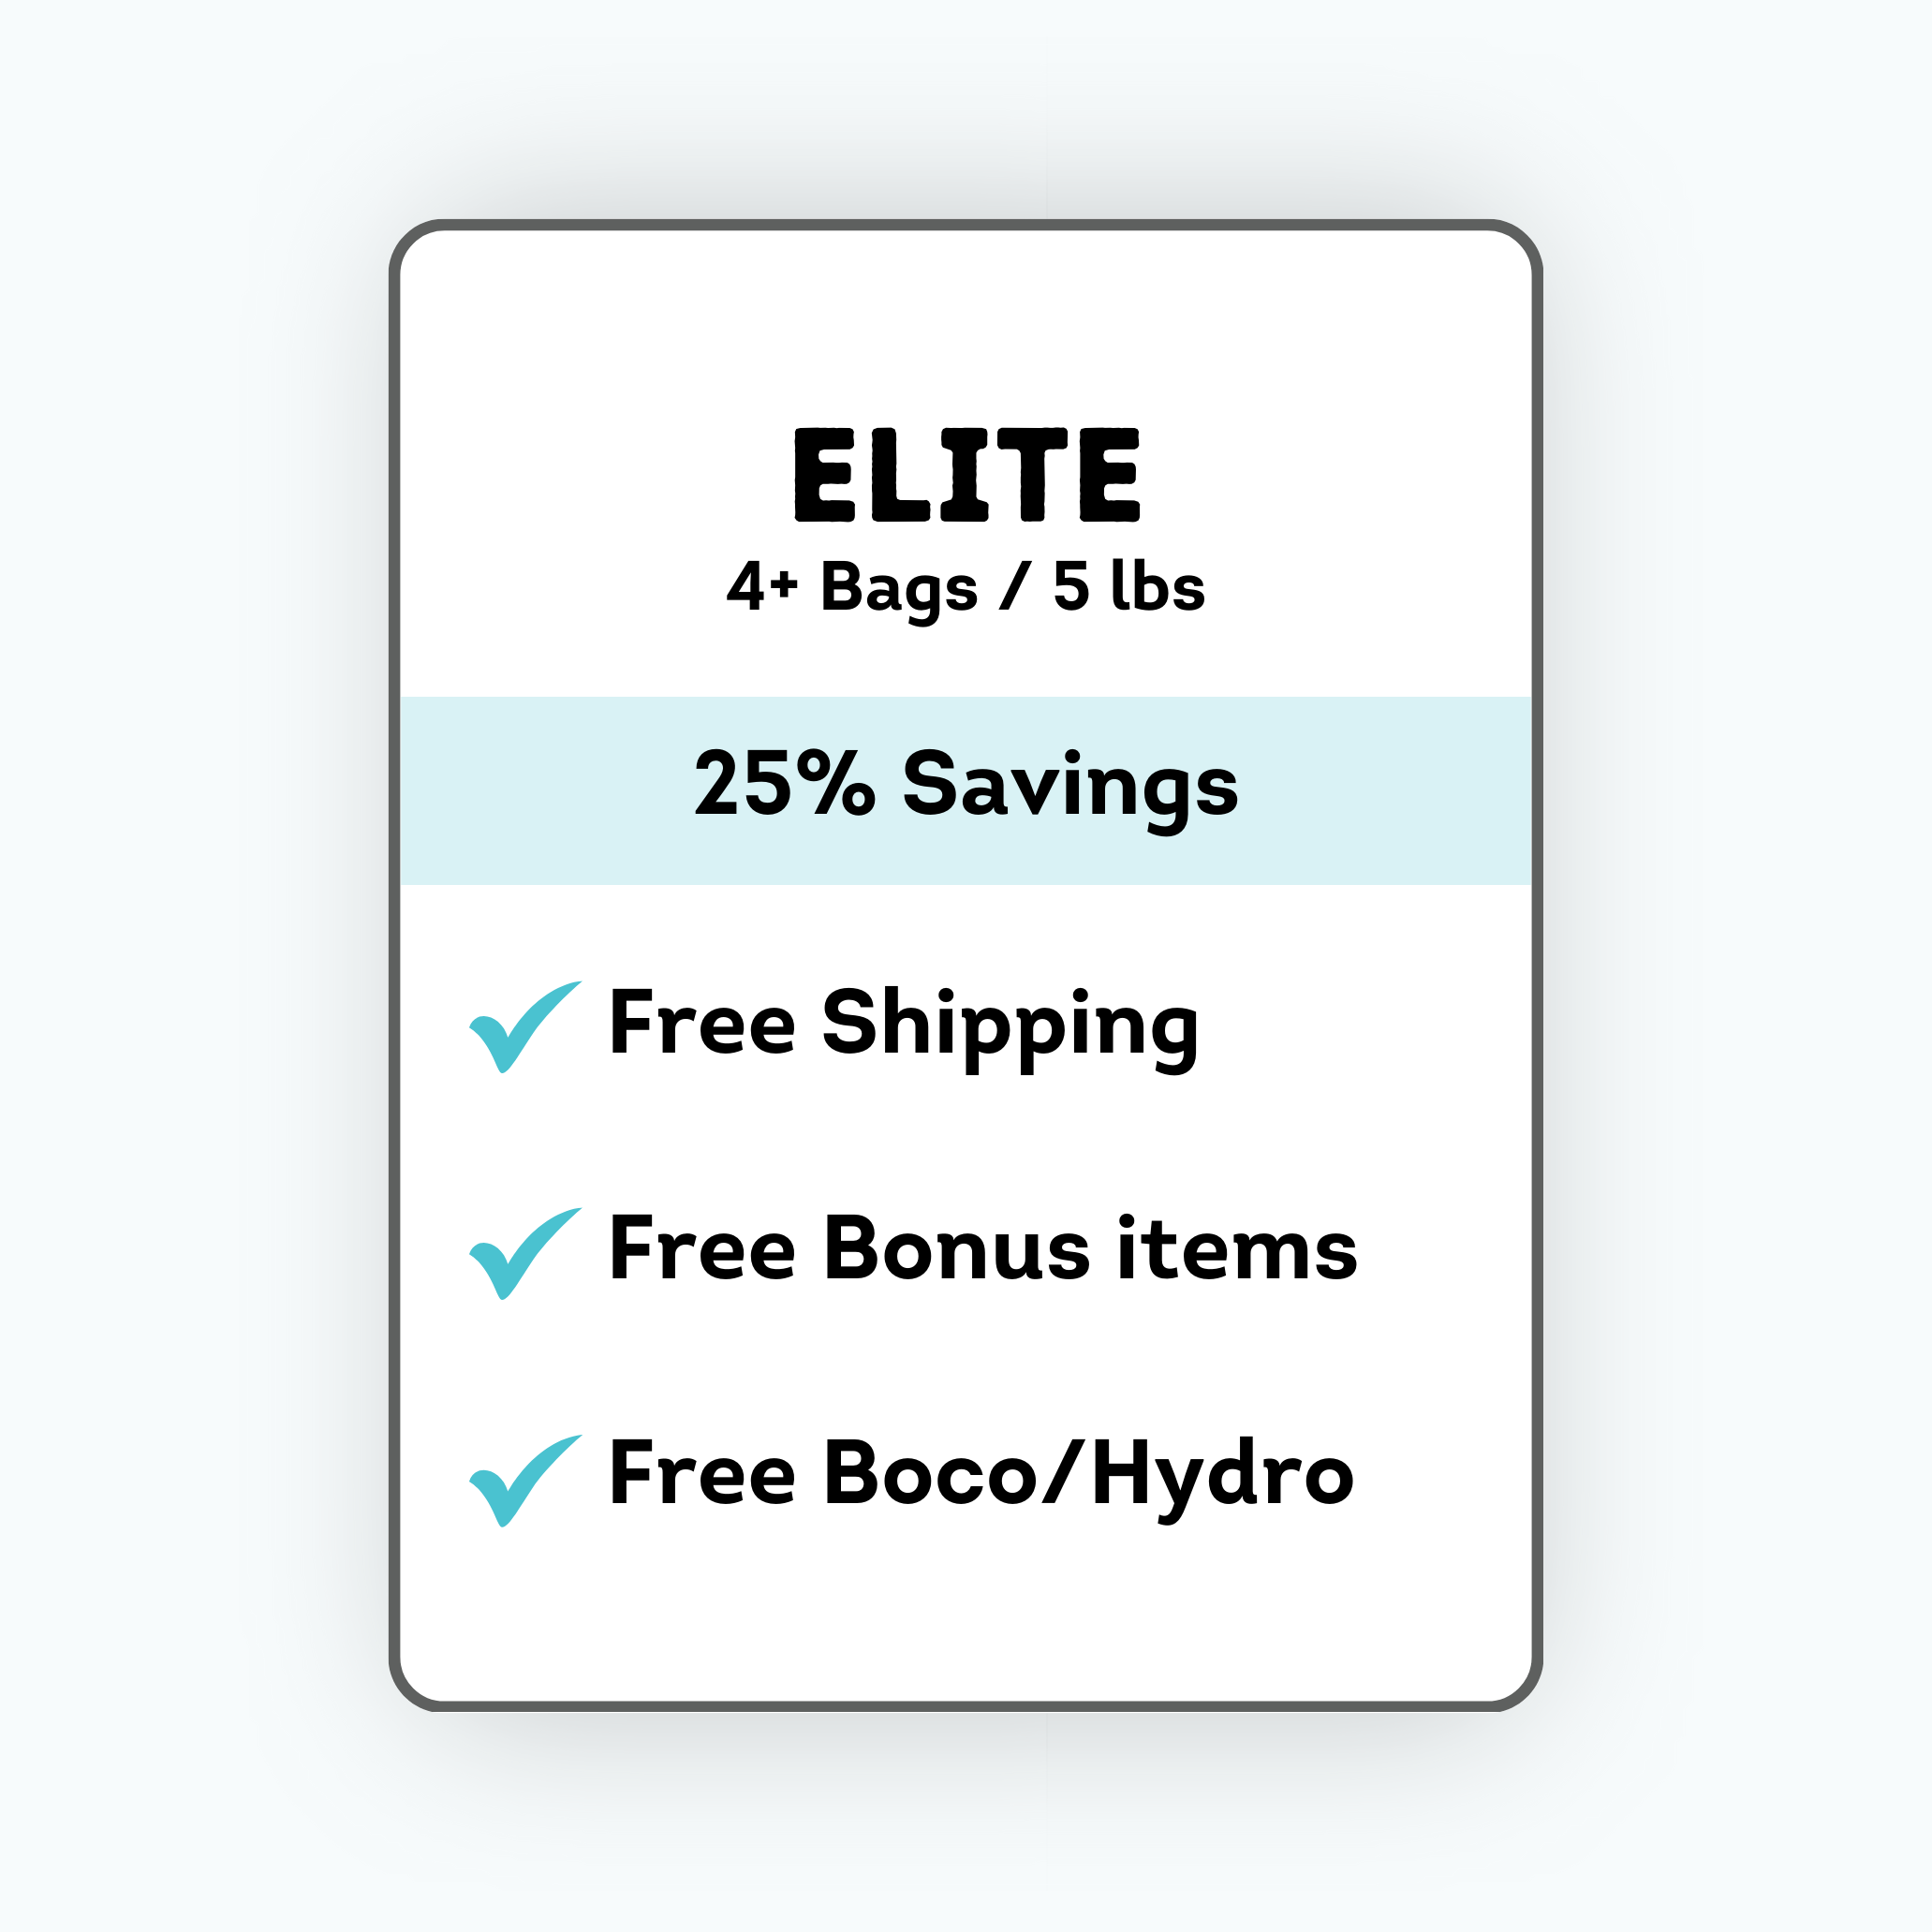 ELITE
4+ Bags / 5 lbs
25% Savings
Free Shipping
Free Bonus items
Free Boco/Hydro